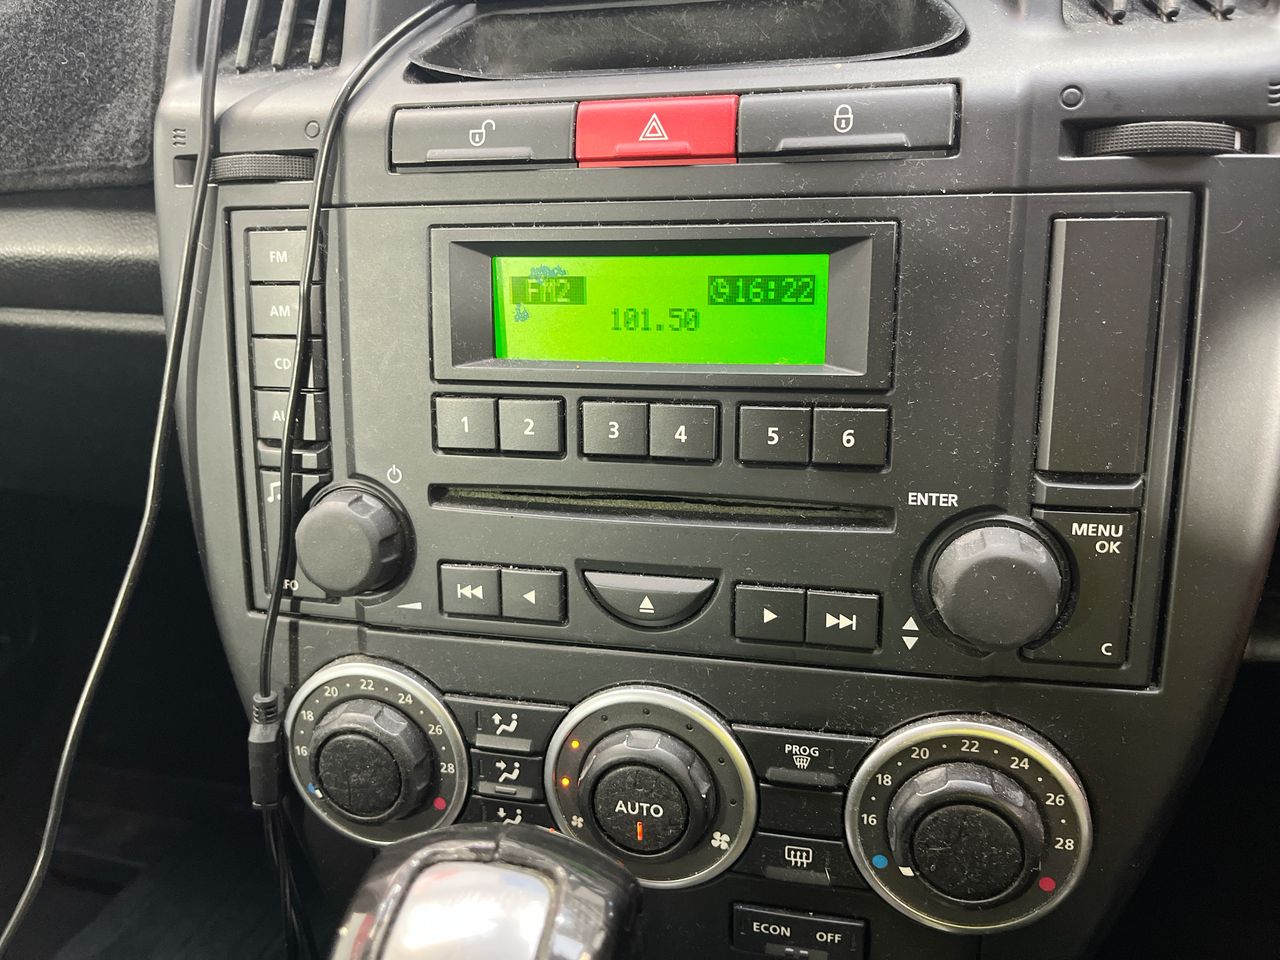 FM
AM
CD
FM2
16:22
101.50
1
2
3
4
5
6
ENTER
MENU
OK
C
16 18 20 22 24 26 28
PROG
AUTO
16 18 20 22 24 26 28
ECON OFF